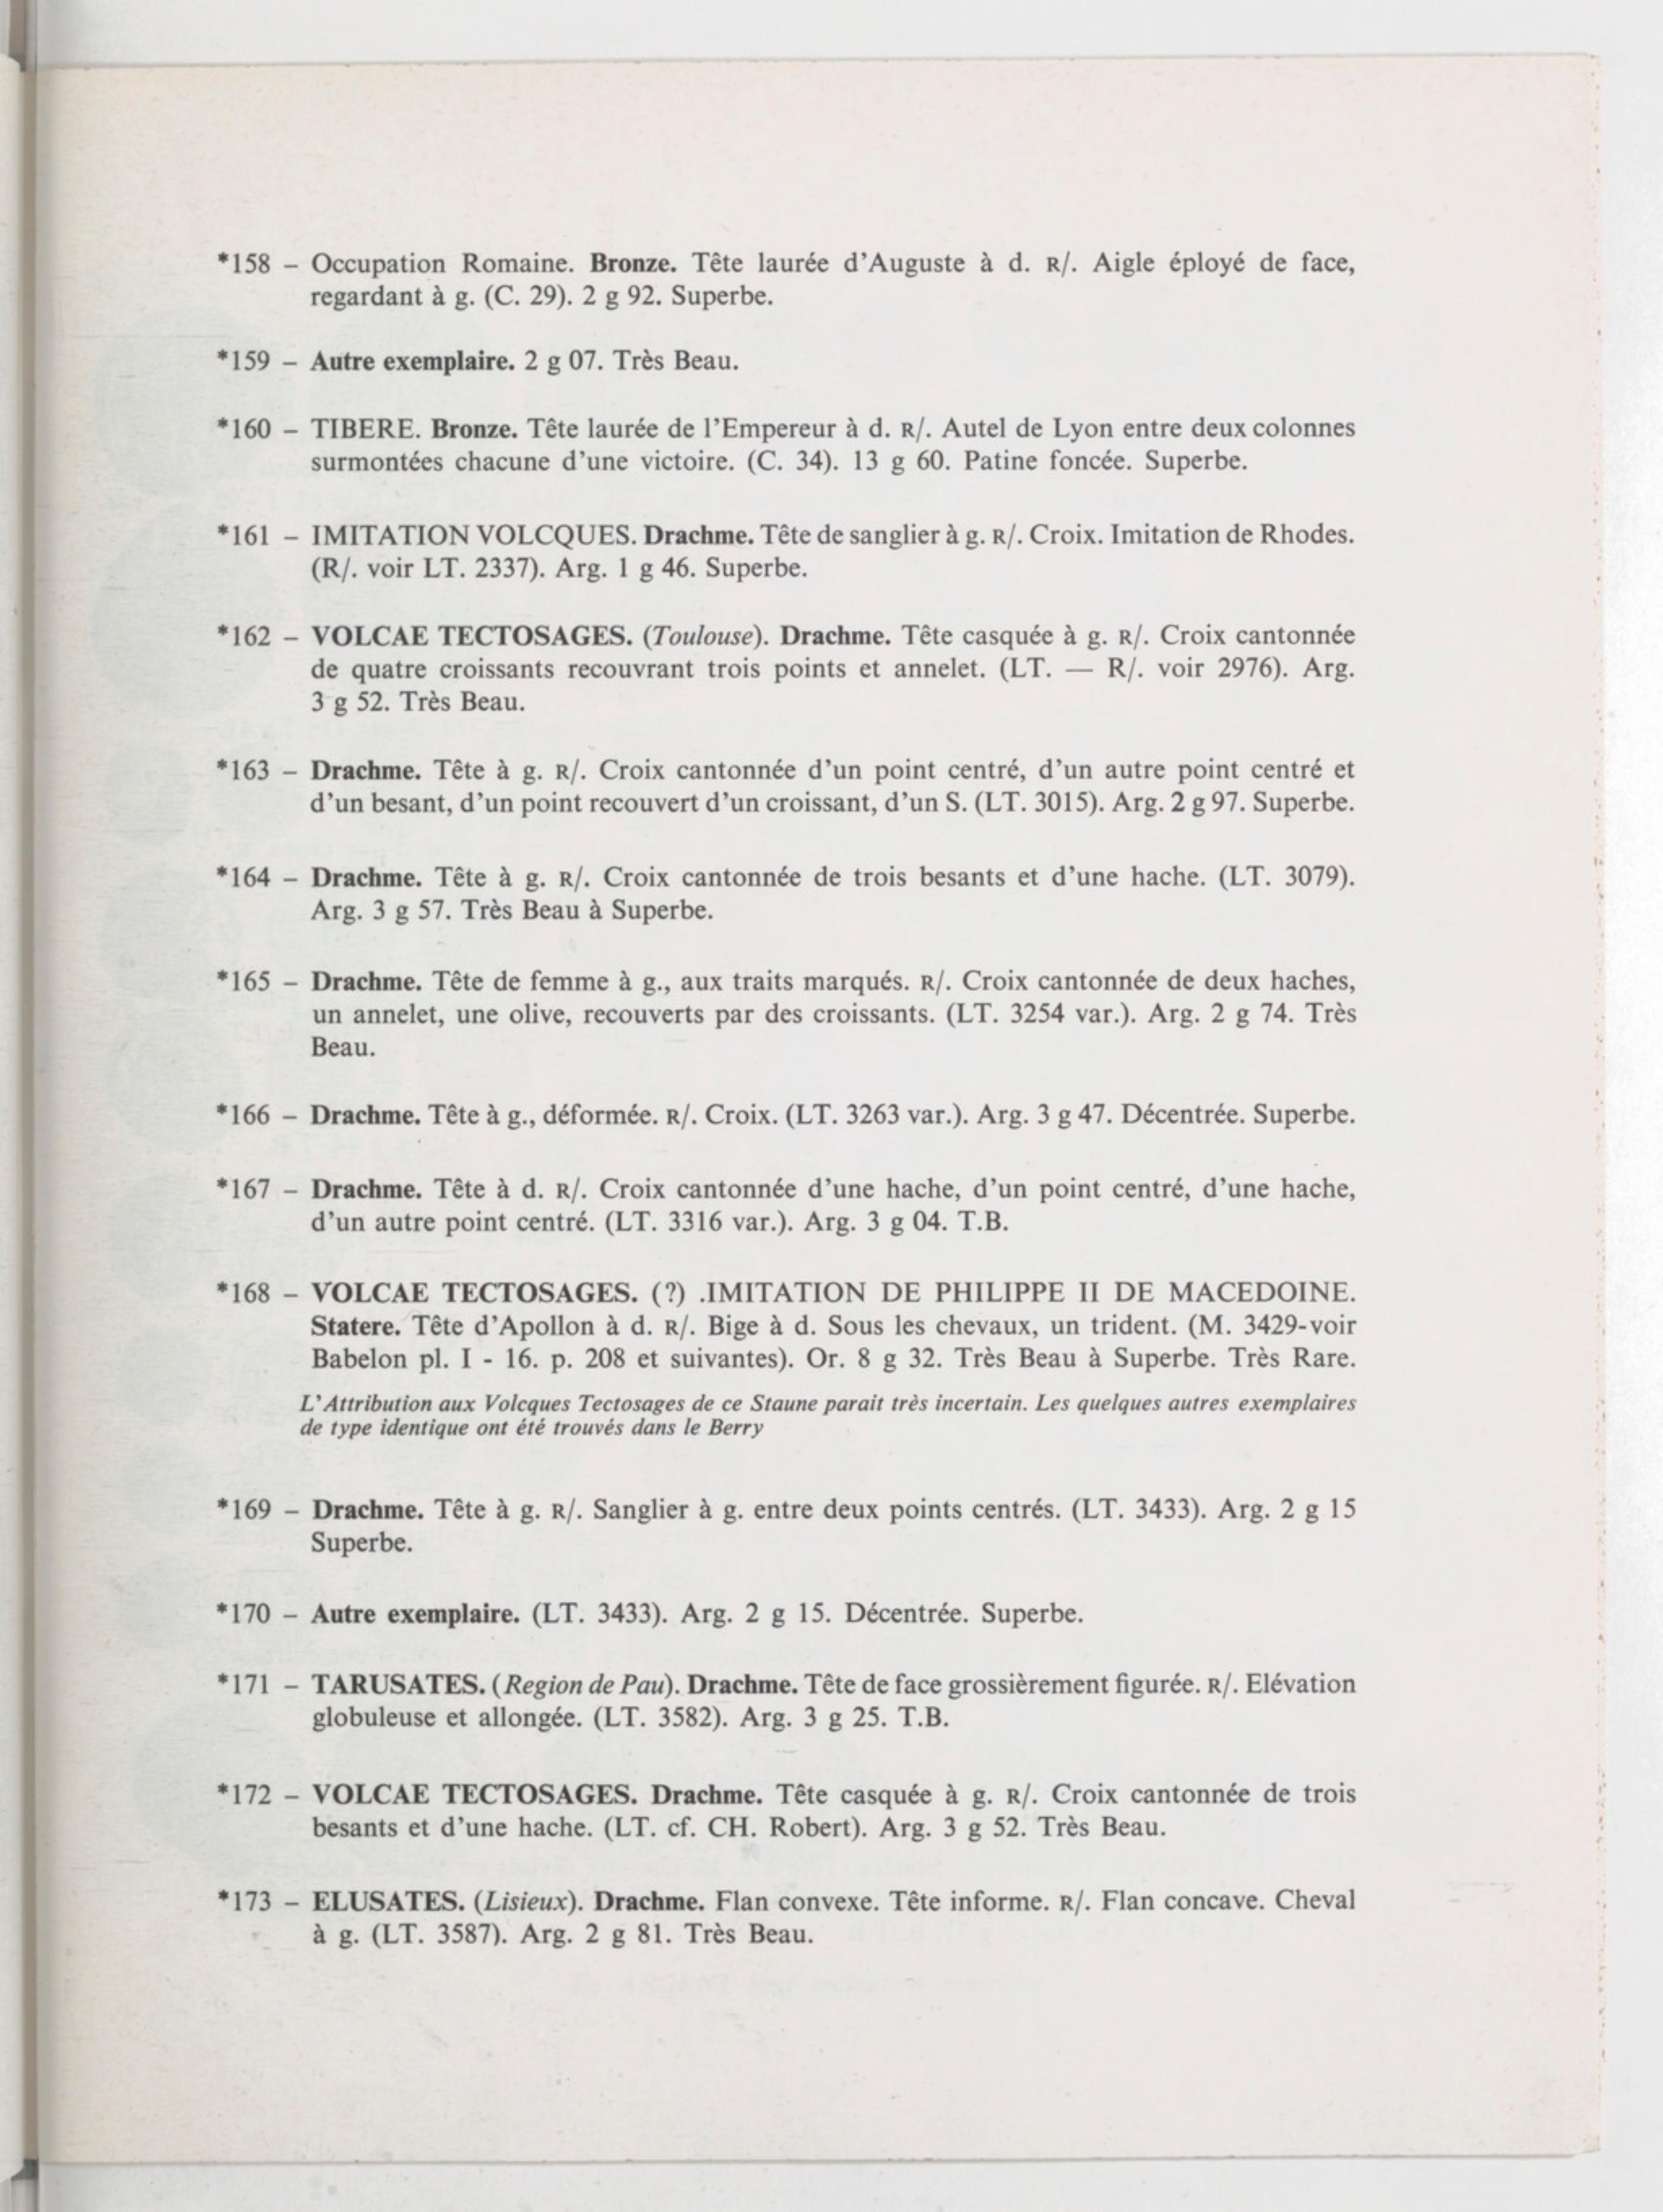 *158 – Occupation Romaine. Bronze. Tête laurée d'Auguste à d. R/. Aigle éployé de face,
regardant à g. (C. 29). 2 g 92. Superbe.
*159 – Autre exemplaire. 2 g 07. Très Beau.
*160 – TIBERE. Bronze. Tête laurée de l'Empereur à d. R/. Autel de Lyon entre deux colonnes
surmontées chacune d'une victoire. (C. 34). 13 g 60. Patine foncée. Superbe.
*161 – IMITATION VOLCQUES. Drachme. Tête de sanglier à g. R/. Croix. Imitation de Rhodes.
(R/. voir LT. 2337). Arg. 1 g 46. Superbe.
*162 – VOLCAE TECTOSAGES. (Toulouse). Drachme. Tête casquée à g. R/. Croix cantonnée
de quatre croissants recouvrant trois points et annelet. (LT. — R/. voir 2976). Arg.
3 g 52. Très Beau.
*163 – Drachme. Tête à g. R/. Croix cantonnée d'un point centré, d'un autre point centré et
d'un besant, d'un point recouvert d'un croissant, d'un S. (LT. 3015). Arg. 2 g 97. Superbe.
*164 – Drachme. Tête à g. R/. Croix cantonnée de trois besants et d'une hache. (LT. 3079).
Arg. 3 g 57. Très Beau à Superbe.
*165 – Drachme. Tête de femme à g., aux traits marqués. R/. Croix cantonnée de deux haches,
un annelet, une olive, recouverts par des croissants. (LT. 3254 var.). Arg. 2 g 74. Très
Beau.
*166 – Drachme. Tête à g., déformée. R/. Croix. (LT. 3263 var.). Arg. 3 g 47. Décentrée. Superbe.
*167 – Drachme. Tête à d. R/. Croix cantonnée d'une hache, d'un point centré, d'une hache,
d'un autre point centré. (LT. 3316 var.). Arg. 3 g 04. T.B.
*168 – VOLCAE TECTOSAGES. (?) .IMITATION DE PHILIPPE II DE MACEDOINE.
Statere. Tête d'Apollon à d. R/. Bige à d. Sous les chevaux, un trident. (M. 3429-voir
Babelon pl. I - 16. p. 208 et suivantes). Or. 8 g 32. Très Beau à Superbe. Très Rare.
L'Attribution aux Volcques Tectosages de ce Staune parait très incertain. Les quelques autres exemplaires
de type identique ont été trouvés dans le Berry
*169 – Drachme. Tête à g. R/. Sanglier à g. entre deux points centrés. (LT. 3433). Arg. 2 g 15
Superbe.
*170 – Autre exemplaire. (LT. 3433). Arg. 2 g 15. Décentrée. Superbe.
*171 – TARUSATES. (Region de Pau). Drachme. Tête de face grossièrement figurée. R/. Elévation
globuleuse et allongée. (LT. 3582). Arg. 3 g 25. T.B.
*172 – VOLCAE TECTOSAGES. Drachme. Tête casquée à g. R/. Croix cantonnée de trois
besants et d'une hache. (LT. cf. CH. Robert). Arg. 3 g 52. Très Beau.
*173 – ELUSATES. (Lisieux). Drachme. Flan convexe. Tête informe. R/. Flan concave. Cheval
à g. (LT. 3587). Arg. 2 g 81. Très Beau.